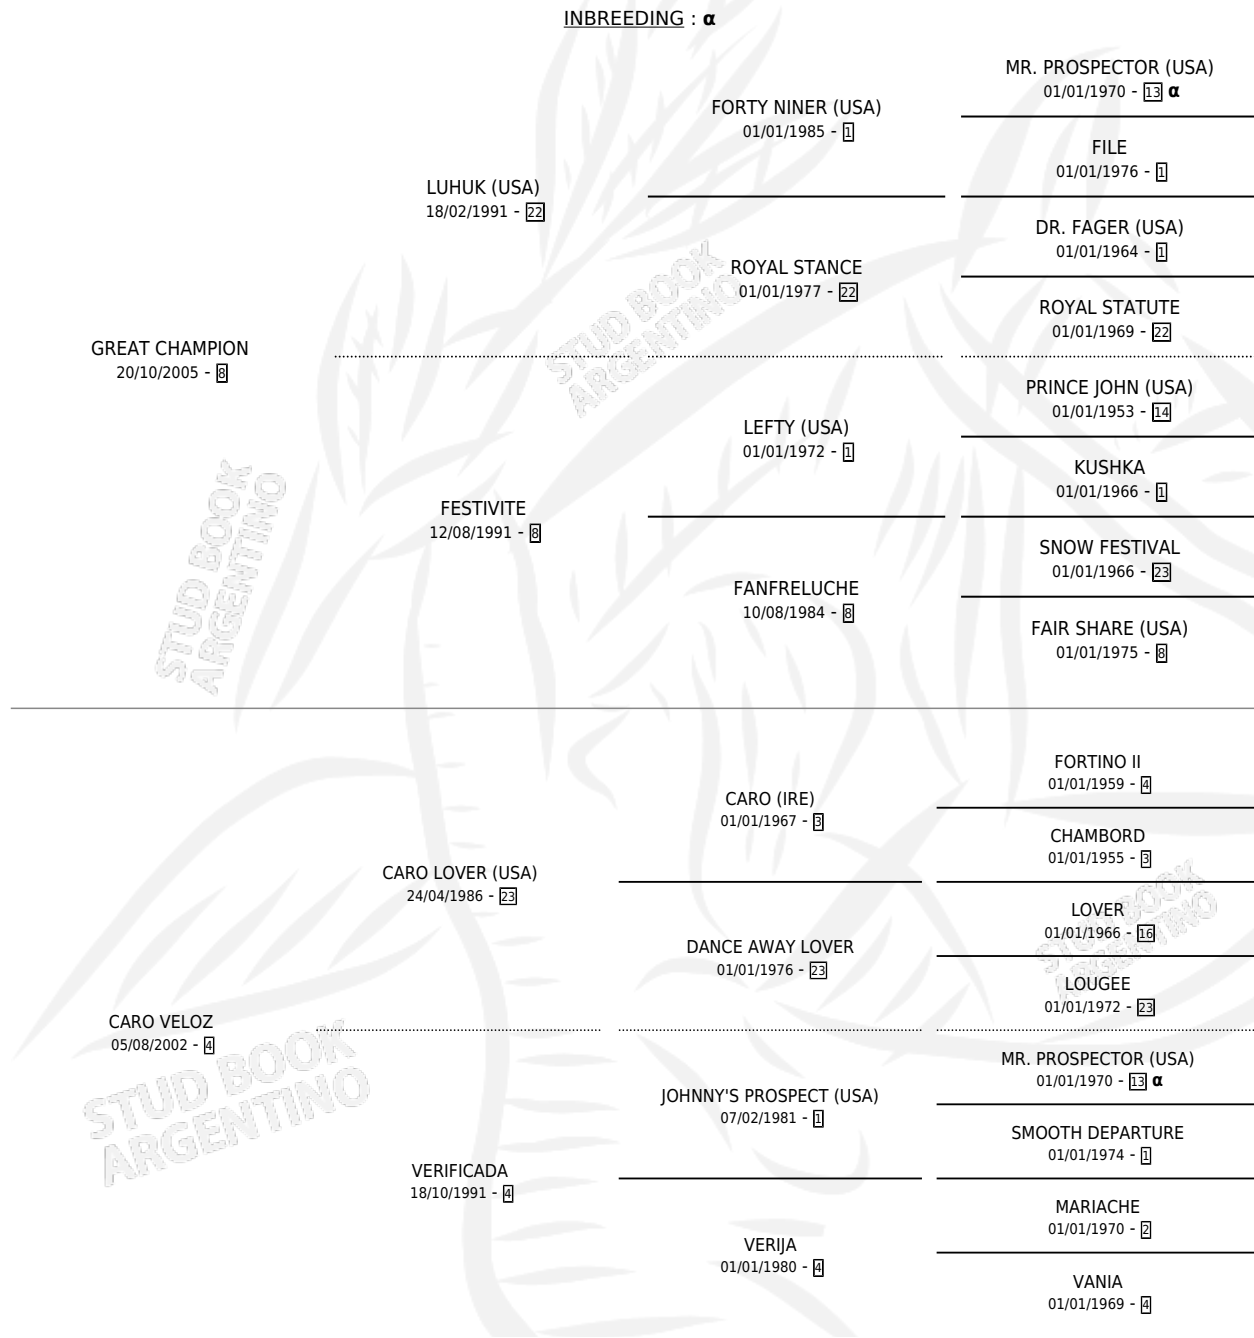 INBREEDING : α
MR. PROSPECTOR (USA)
01/01/1970 - 13 α
FORTY NINER (USA)
01/01/1985 - 1
FILE
01/01/1976 - 1
LUHUK (USA)
18/02/1991 - 22
DR. FAGER (USA)
01/01/1964 - 1
ROYAL STANCE
01/01/1977 - 22
ROYAL STATUTE
01/01/1969 - 22
GREAT CHAMPION
20/10/2005 - 8
PRINCE JOHN (USA)
01/01/1953 - 14
LEFTY (USA)
01/01/1972 - 1
KUSHKA
01/01/1966 - 1
FESTIVITE
12/08/1991 - 8
SNOW FESTIVAL
01/01/1966 - 23
FANFRELUCHE
10/08/1984 - 8
FAIR SHARE (USA)
01/01/1975 - 8
STUD BOOK
ARGENTINO
STUD BOOK
ARGENTINO
FORTINO II
01/01/1959 - 4
CARO (IRE)
01/01/1967 - 3
CHAMBORD
01/01/1955 - 3
CARO LOVER (USA)
24/04/1986 - 23
LOVER
01/01/1966 - 16
DANCE AWAY LOVER
01/01/1976 - 23
LOUGEE
01/01/1972 - 23
STUD BOOK
ARGENTINO
CARO VELOZ
05/08/2002 - 4
MR. PROSPECTOR (USA)
01/01/1970 - 13 α
JOHNNY'S PROSPECT (USA)
07/02/1981 - 1
SMOOTH DEPARTURE
01/01/1974 - 1
VERIFICADA
18/10/1991 - 4
MARIACHE
01/01/1970 - 2
VERIJA
01/01/1980 - 4
VANIA
01/01/1969 - 4
STUD BOOK
ARGENTINO